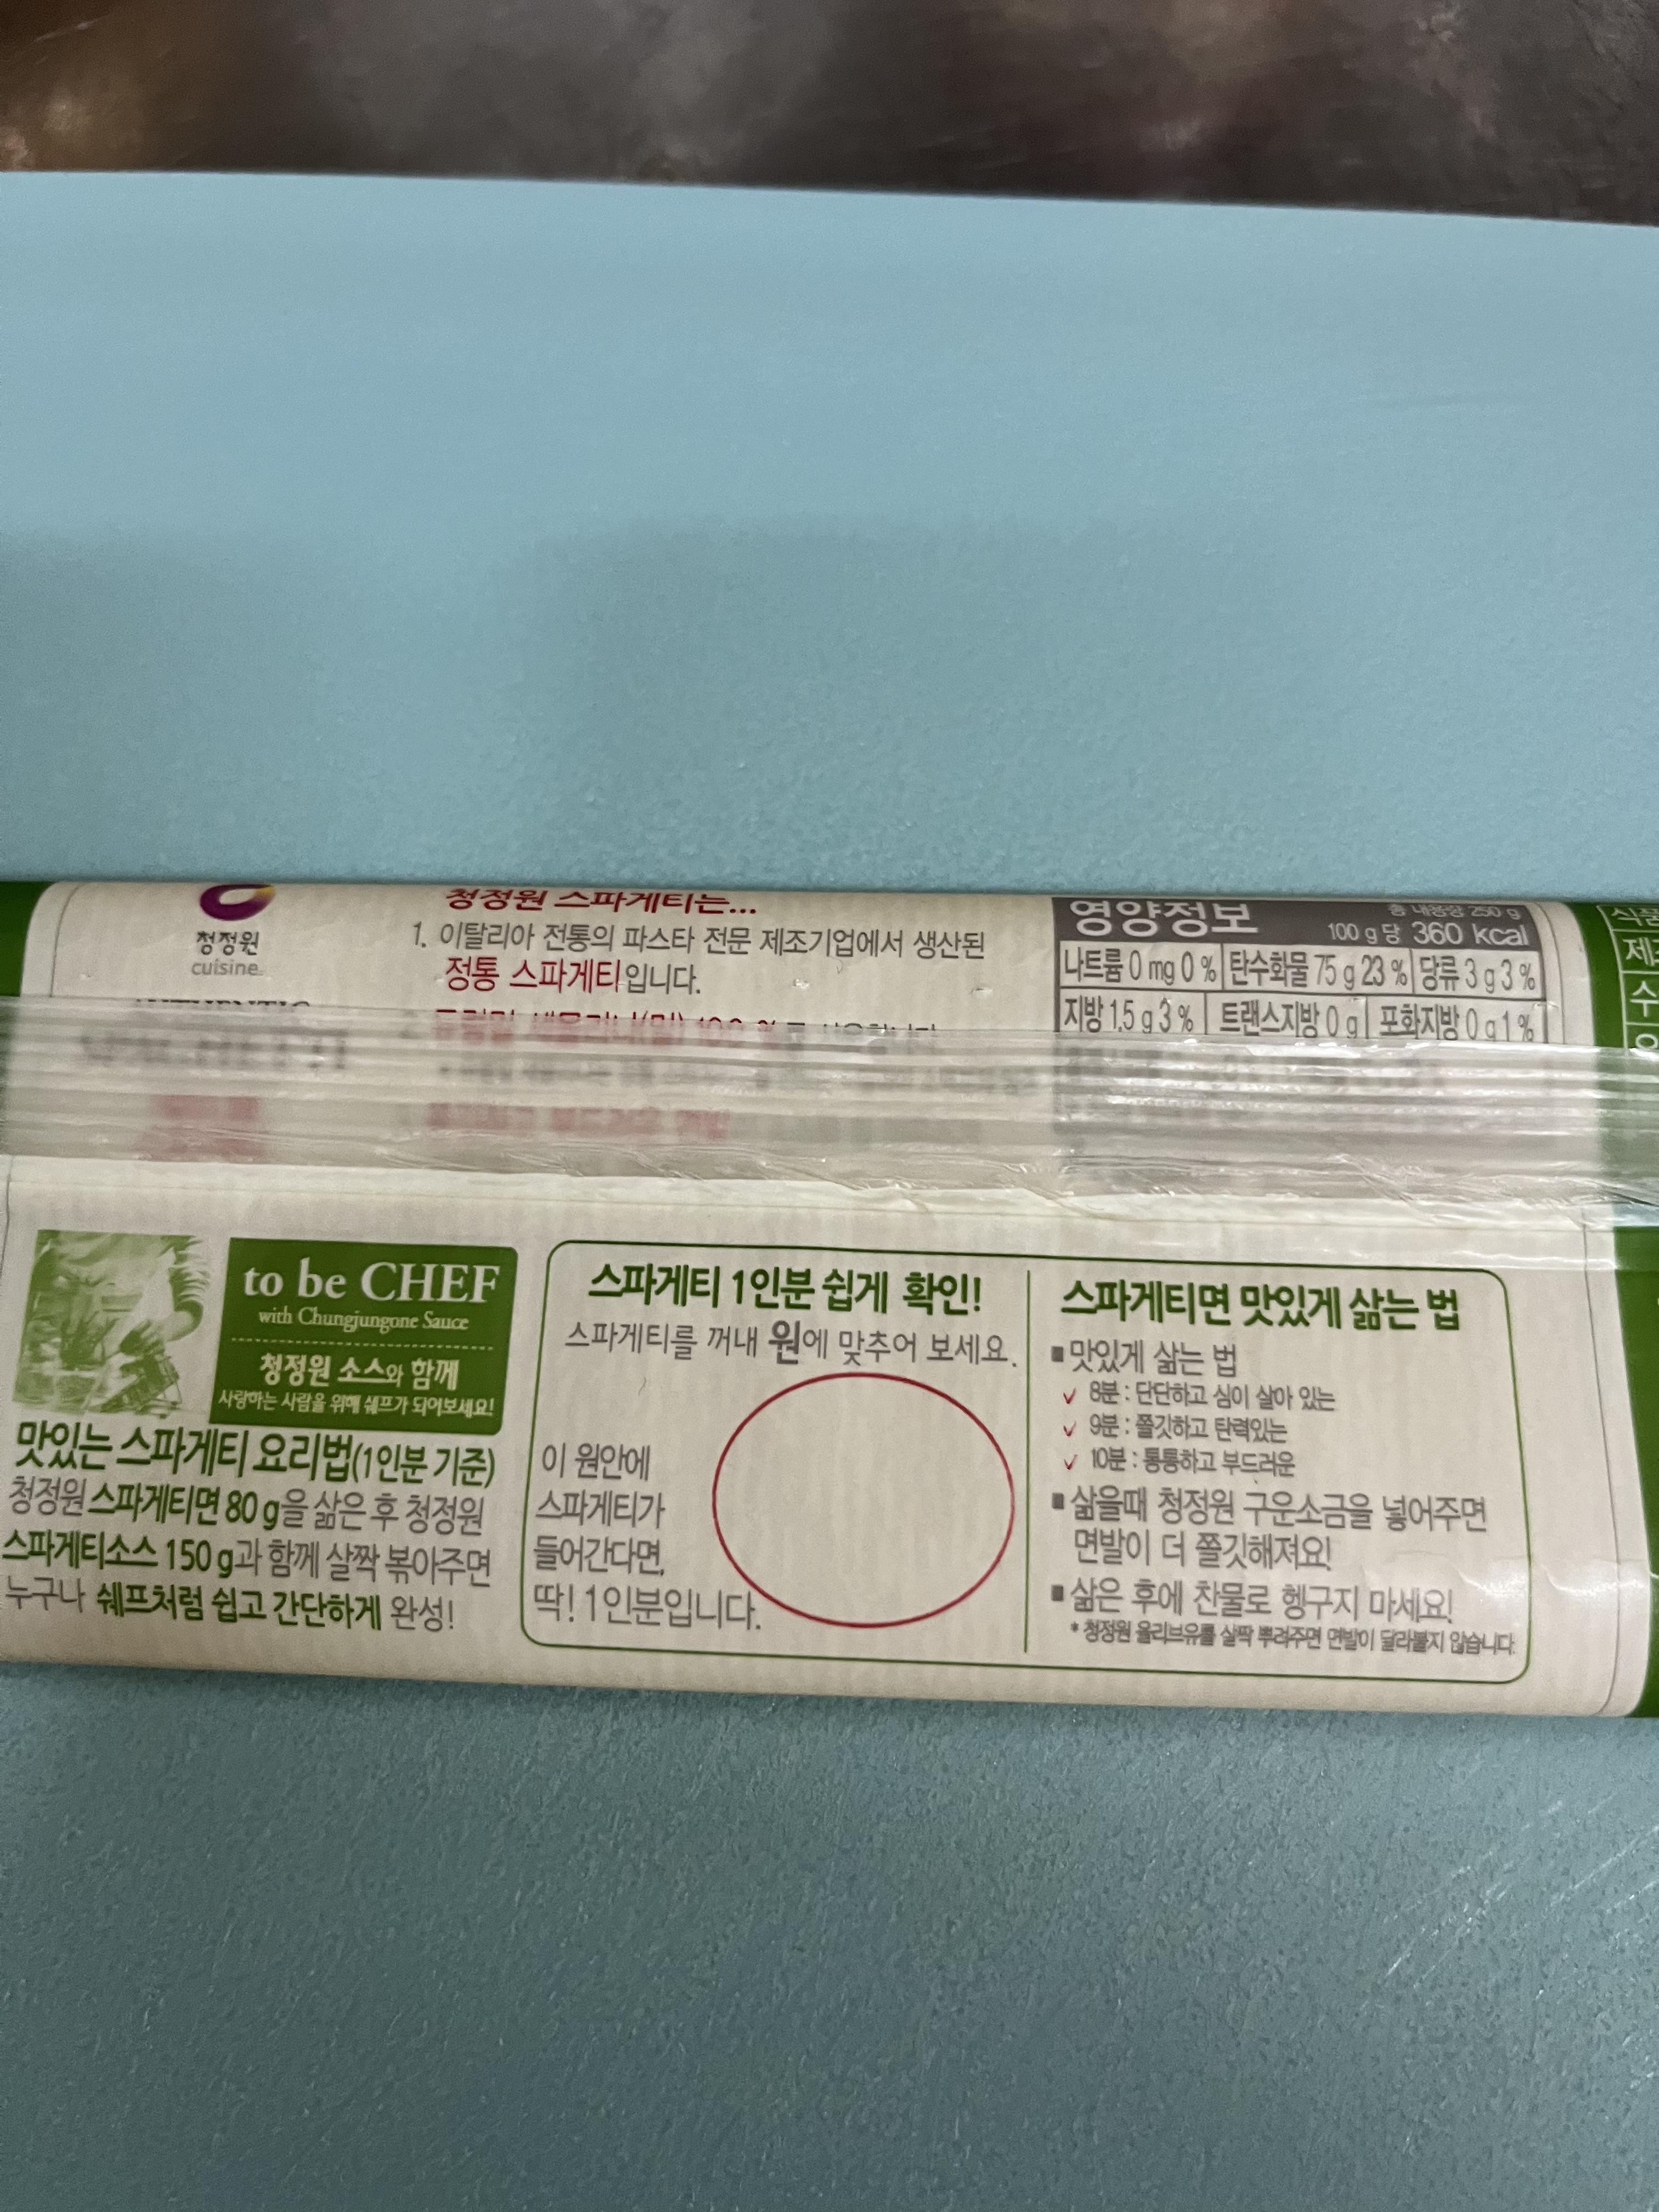 청정원
cuisine
청정원 스파게티는...
1. 이탈리아 전통의 파스타 전문 제조기업에서 생산된
정통 스파게티입니다.
영양정보
총 내용량 250 g
100 g당 360 kcal
나트륨 0 mg 0 % 탄수화물 75 g 23 % 당류 3 g 3 %
지방 1.5 g 3 % 트랜스지방 0 g 포화지방 0 g 1 %
to be CHEF
with Chungjungone Sauce
청정원 소스와 함께
사랑하는 사람을 위해 쉐프가 되어보세요!
맛있는 스파게티 요리법(1인분 기준)
청정원 스파게티면 80 g을 삶은 후 청정원
스파게티소스 150 g과 함께 살짝 볶아주면
누구나 쉐프처럼 쉽고 간단하게 완성!
스파게티 1인분 쉽게 확인!
스파게티를 꺼내 원에 맞추어 보세요.
이 원안에
스파게티가
들어간다면,
딱! 1인분입니다.
스파게티면 맛있게 삶는 법
■ 맛있게 삶는 법
✓ 8분 : 단단하고 심이 살아 있는
✓ 9분 : 쫄깃하고 탄력있는
✓ 10분 : 통통하고 부드러운
■ 삶을때 청정원 구운소금을 넣어주면
면발이 더 쫄깃해져요!
■ 삶은 후에 찬물로 헹구지 마세요!
* 청정원 올리브유를 살짝 뿌려주면 면발이 달라붙지 않습니다